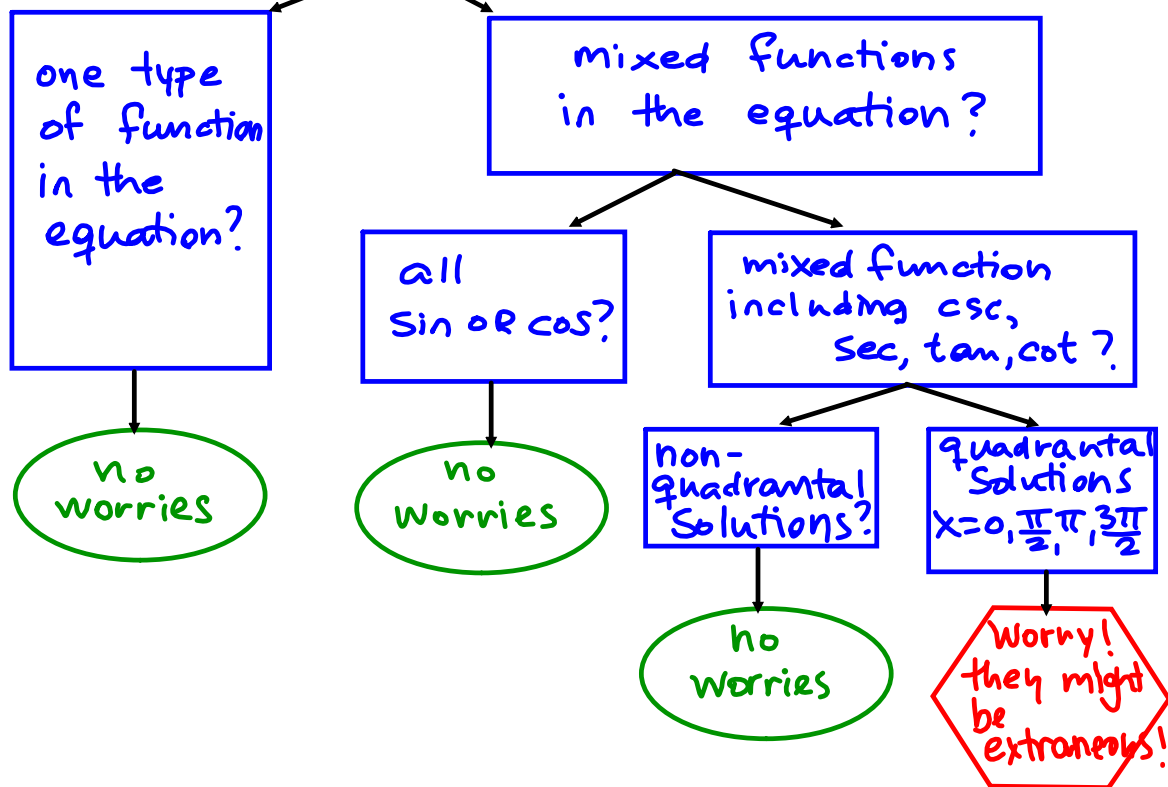 one type
of function
in the
equation?
mixed functions
in the equation?
all
sin OR cos?
mixed function
including csc,
sec, tan, cot?
no
worries
no
worries
non-
quadrantal
solutions?
quadrantal
solutions
x=0, π/2, π, 3π/2
no
worries
Worry!
they might
be
extraneous!